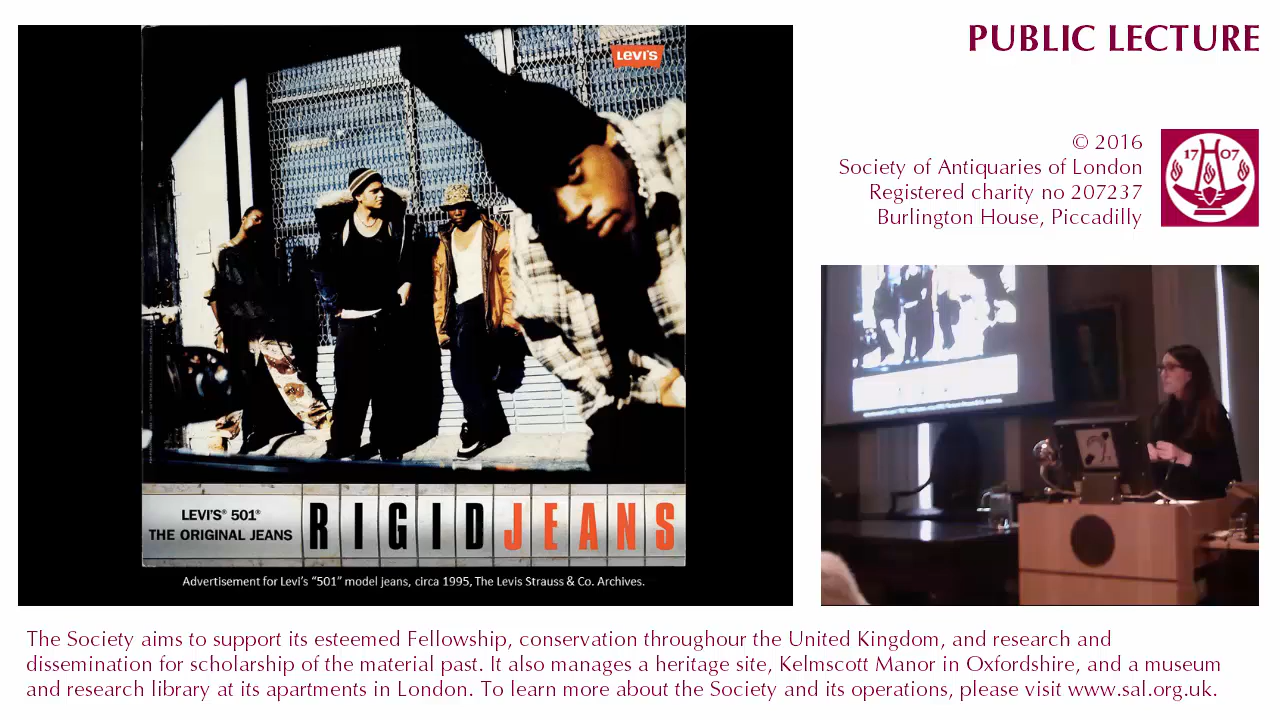 LEVI'S
LEVI'S® 501®
THE ORIGINAL JEANS
RIGIDJEANS
Advertisement for Levi's "501" model jeans, circa 1995, The Levis Strauss & Co. Archives.
PUBLIC LECTURE
© 2016
Society of Antiquaries of London
Registered charity no 207237
Burlington House, Piccadilly
17 07
The Society aims to support its esteemed Fellowship, conservation throughour the United Kingdom, and research and
dissemination for scholarship of the material past. It also manages a heritage site, Kelmscott Manor in Oxfordshire, and a museum
and research library at its apartments in London. To learn more about the Society and its operations, please visit www.sal.org.uk.